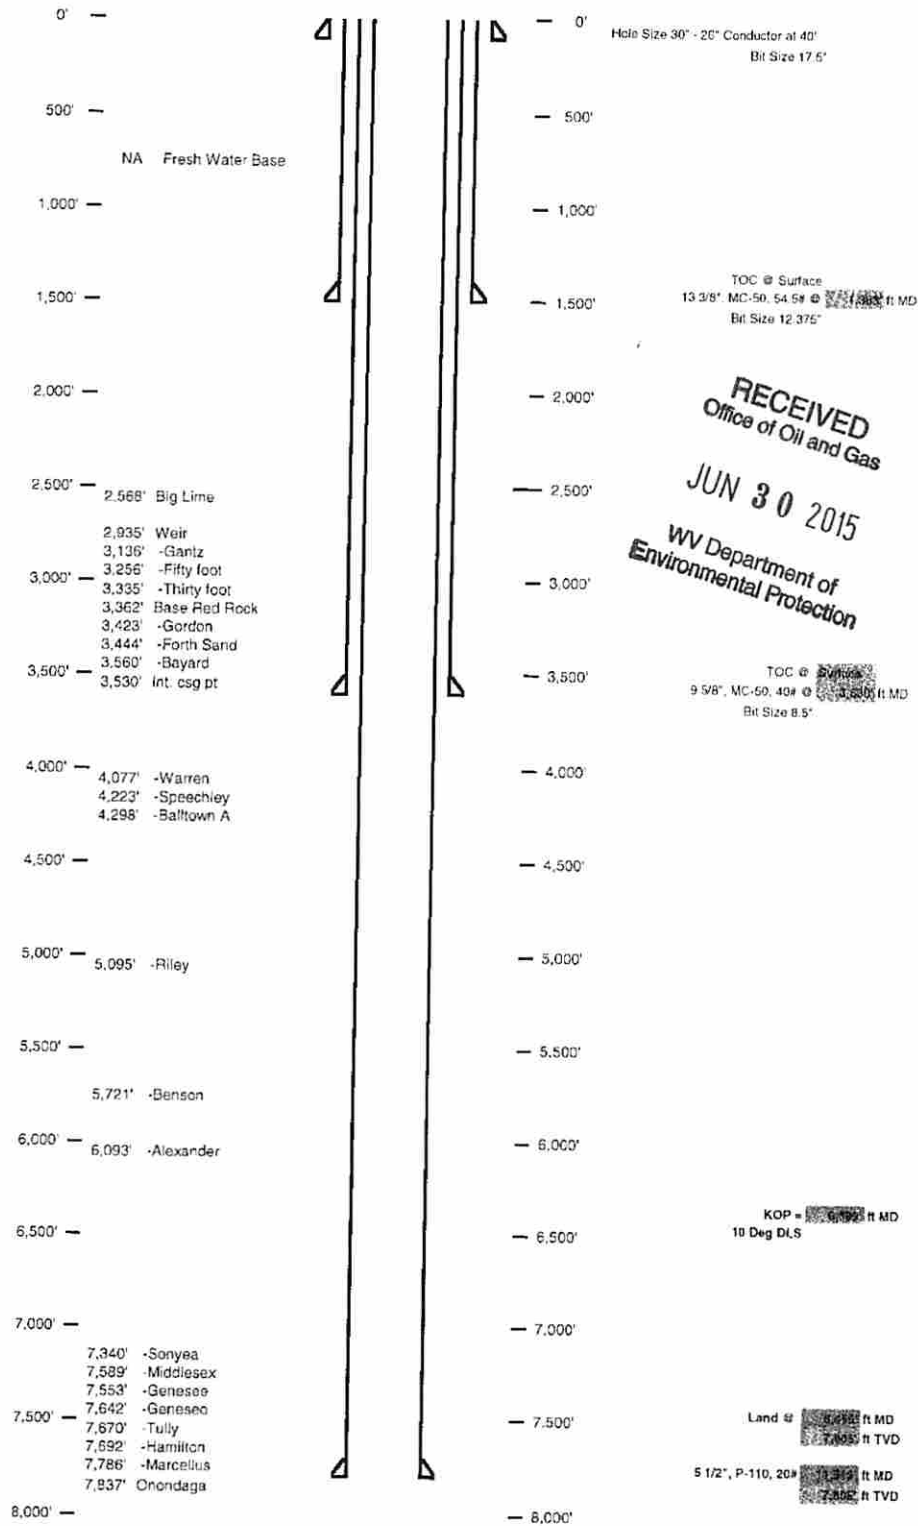 0'
500'
NA Fresh Water Base
1,000'
1,500'
2,000'
2,500'
2,568' Big Lime
2,935' Weir
3,136' -Gantz
3,000'
3,256' -Fifty foot
3,335' -Thirty foot
3,362' Base Red Rock
3,423' -Gordon
3,444' -Forth Sand
3,500'
3,560' -Bayard
3,530' Int. csg pt
4,000'
4,077' -Warren
4,223' -Speechley
4,298' -Balltown A
4,500'
5,000'
5,095' -Riley
5,500'
5,721' -Benson
6,000'
6,093' -Alexander
6,500'
7,000'
7,340' -Sonyea
7,589' -Middlesex
7,553' -Genesee
7,642' -Geneseo
7,500'
7,670' -Tully
7,692' -Hamilton
7,786' -Marcellus
7,837' Onondaga
8,000'
0'
500'
1,000'
1,500'
2,000'
2,500'
3,000'
3,500'
4,000'
4,500'
5,000'
5,500'
6,000'
6,500'
7,000'
7,500'
8,000'
Hole Size 30" - 26" Conductor at 40'
Bit Size 17.5"
TOC @ Surface
13 3/8", MC-50, 54.5# @ ft MD
Bit Size 12.375"
RECEIVED
Office of Oil and Gas
JUN 30 2015
WV Department of
Environmental Protection
TOC @ Surface
9 5/8", MC-50, 40# @ ft MD
Bit Size 8.5"
KOP = ft MD
10 Deg DLS
Land @ ft MD
ft TVD
5 1/2", P-110, 20# ft MD
ft TVD